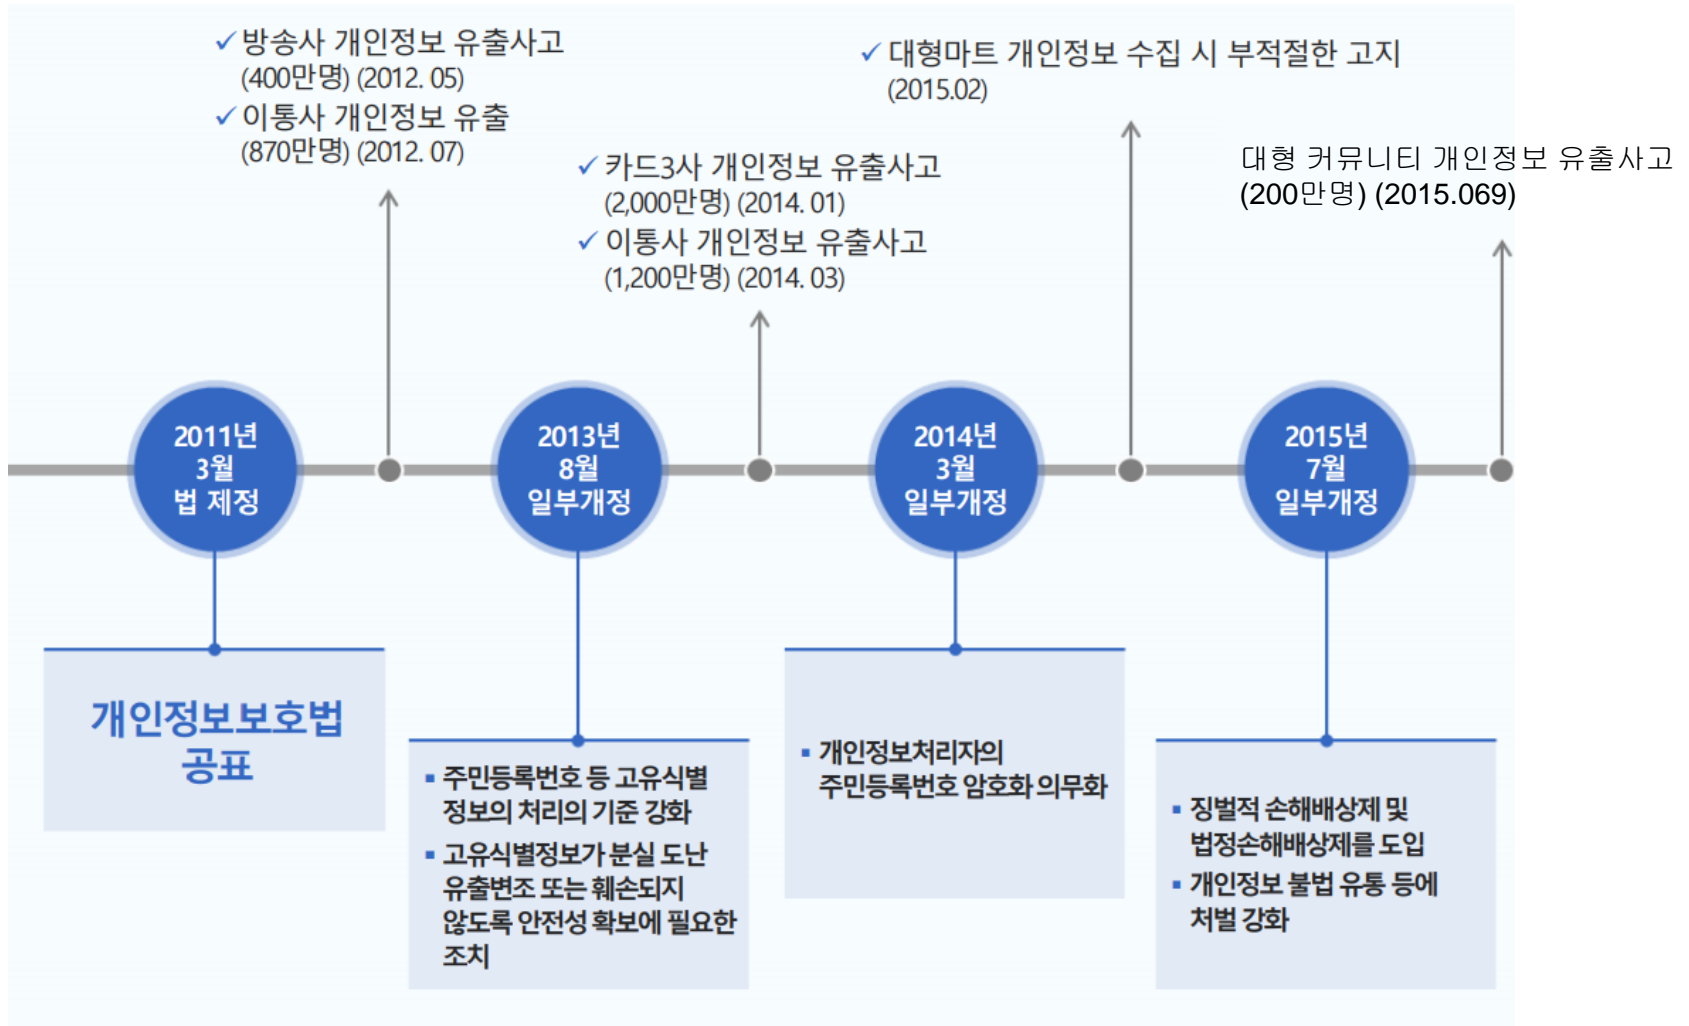 ✓ 방송사 개인정보 유출사고
(400만명) (2012. 05)
✓ 이통사 개인정보 유출
(870만명) (2012. 07)
✓ 카드3사 개인정보 유출사고
(2,000만명) (2014. 01)
✓ 이통사 개인정보 유출사고
(1,200만명) (2014. 03)
✓ 대형마트 개인정보 수집 시 부적절한 고지
(2015.02)
대형 커뮤니티 개인정보 유출사고
(200만명) (2015.069)
2011년
3월
법 제정
2013년
8월
일부개정
2014년
3월
일부개정
2015년
7월
일부개정
개인정보보호법
공표
▪ 주민등록번호 등 고유식별
정보의 처리의 기준 강화
▪ 고유식별정보가 분실 도난
유출변조 또는 훼손되지
않도록 안전성 확보에 필요한
조치
▪ 개인정보처리자의
주민등록번호 암호화 의무화
▪ 징벌적 손해배상제 및
법정손해배상제를 도입
▪ 개인정보 불법 유통 등에
처벌 강화